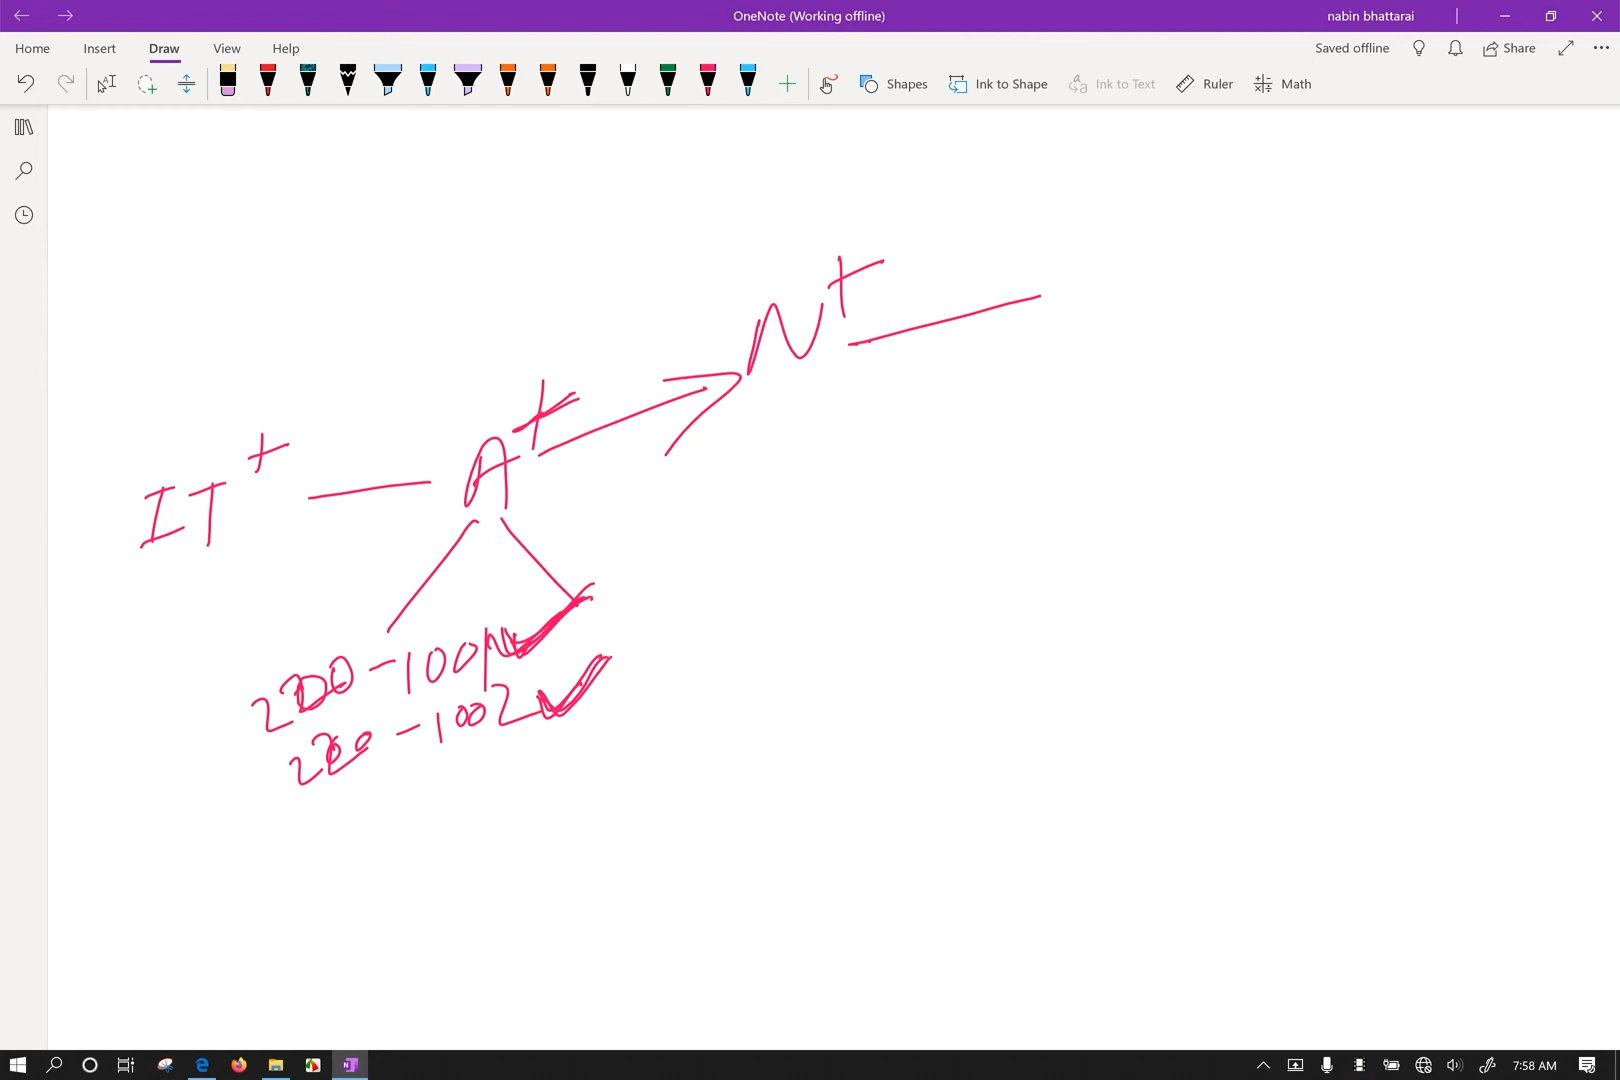 OneNote (Working offline)
nabin bhattarai
Home Insert Draw View Help
Saved offline
Share
Shapes
Ink to Shape
Ink to Text
Ruler
Math
N+
A+
IT+
220-1001
220-1002
7:58 AM